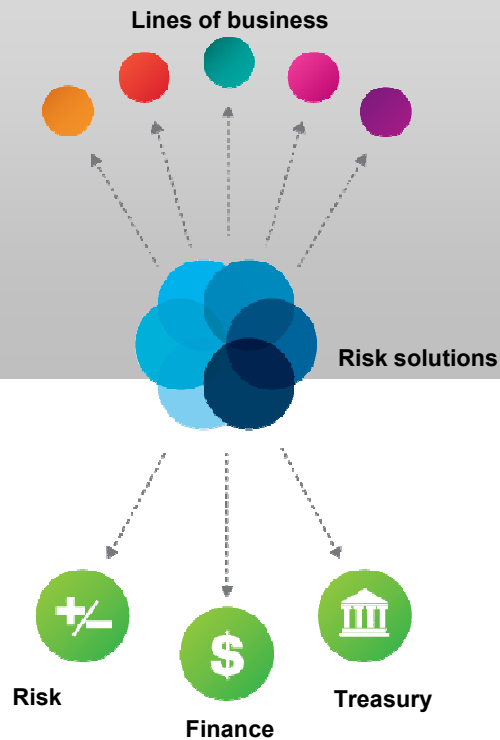 Lines of business
Risk solutions
$
Risk
Treasury
Finance